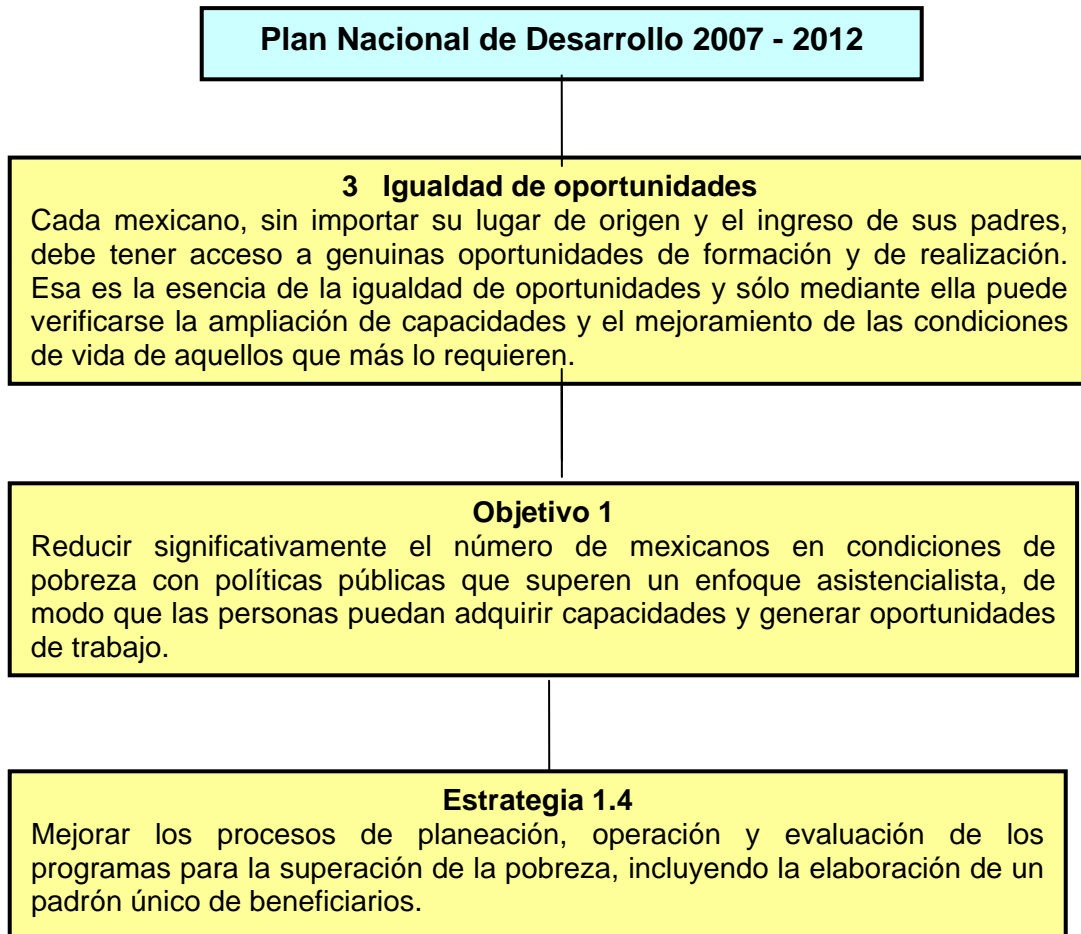 Plan Nacional de Desarrollo 2007 - 2012
3 Igualdad de oportunidades
Cada mexicano, sin importar su lugar de origen y el ingreso de sus padres,
debe tener acceso a genuinas oportunidades de formación y de realización.
Esa es la esencia de la igualdad de oportunidades y sólo mediante ella puede
verificarse la ampliación de capacidades y el mejoramiento de las condiciones
de vida de aquellos que más lo requieren.
Objetivo 1
Reducir significativamente el número de mexicanos en condiciones de
pobreza con políticas públicas que superen un enfoque asistencialista, de
modo que las personas puedan adquirir capacidades y generar oportunidades
de trabajo.
Estrategia 1.4
Mejorar los procesos de planeación, operación y evaluación de los
programas para la superación de la pobreza, incluyendo la elaboración de un
padrón único de beneficiarios.